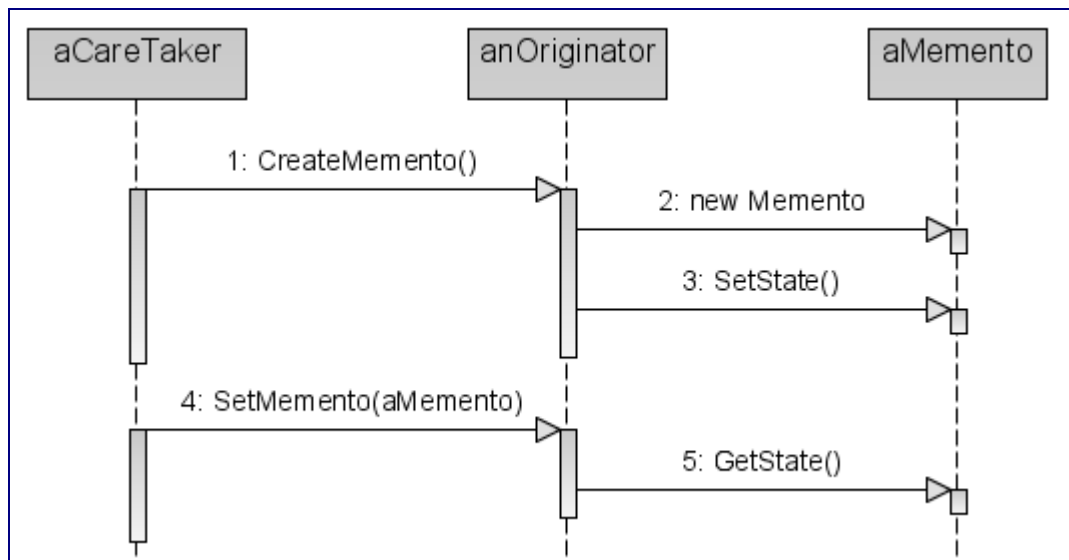 aCareTaker
anOriginator
aMemento
1: CreateMemento()
2: new Memento
3: SetState()
4: SetMemento(aMemento)
5: GetState()